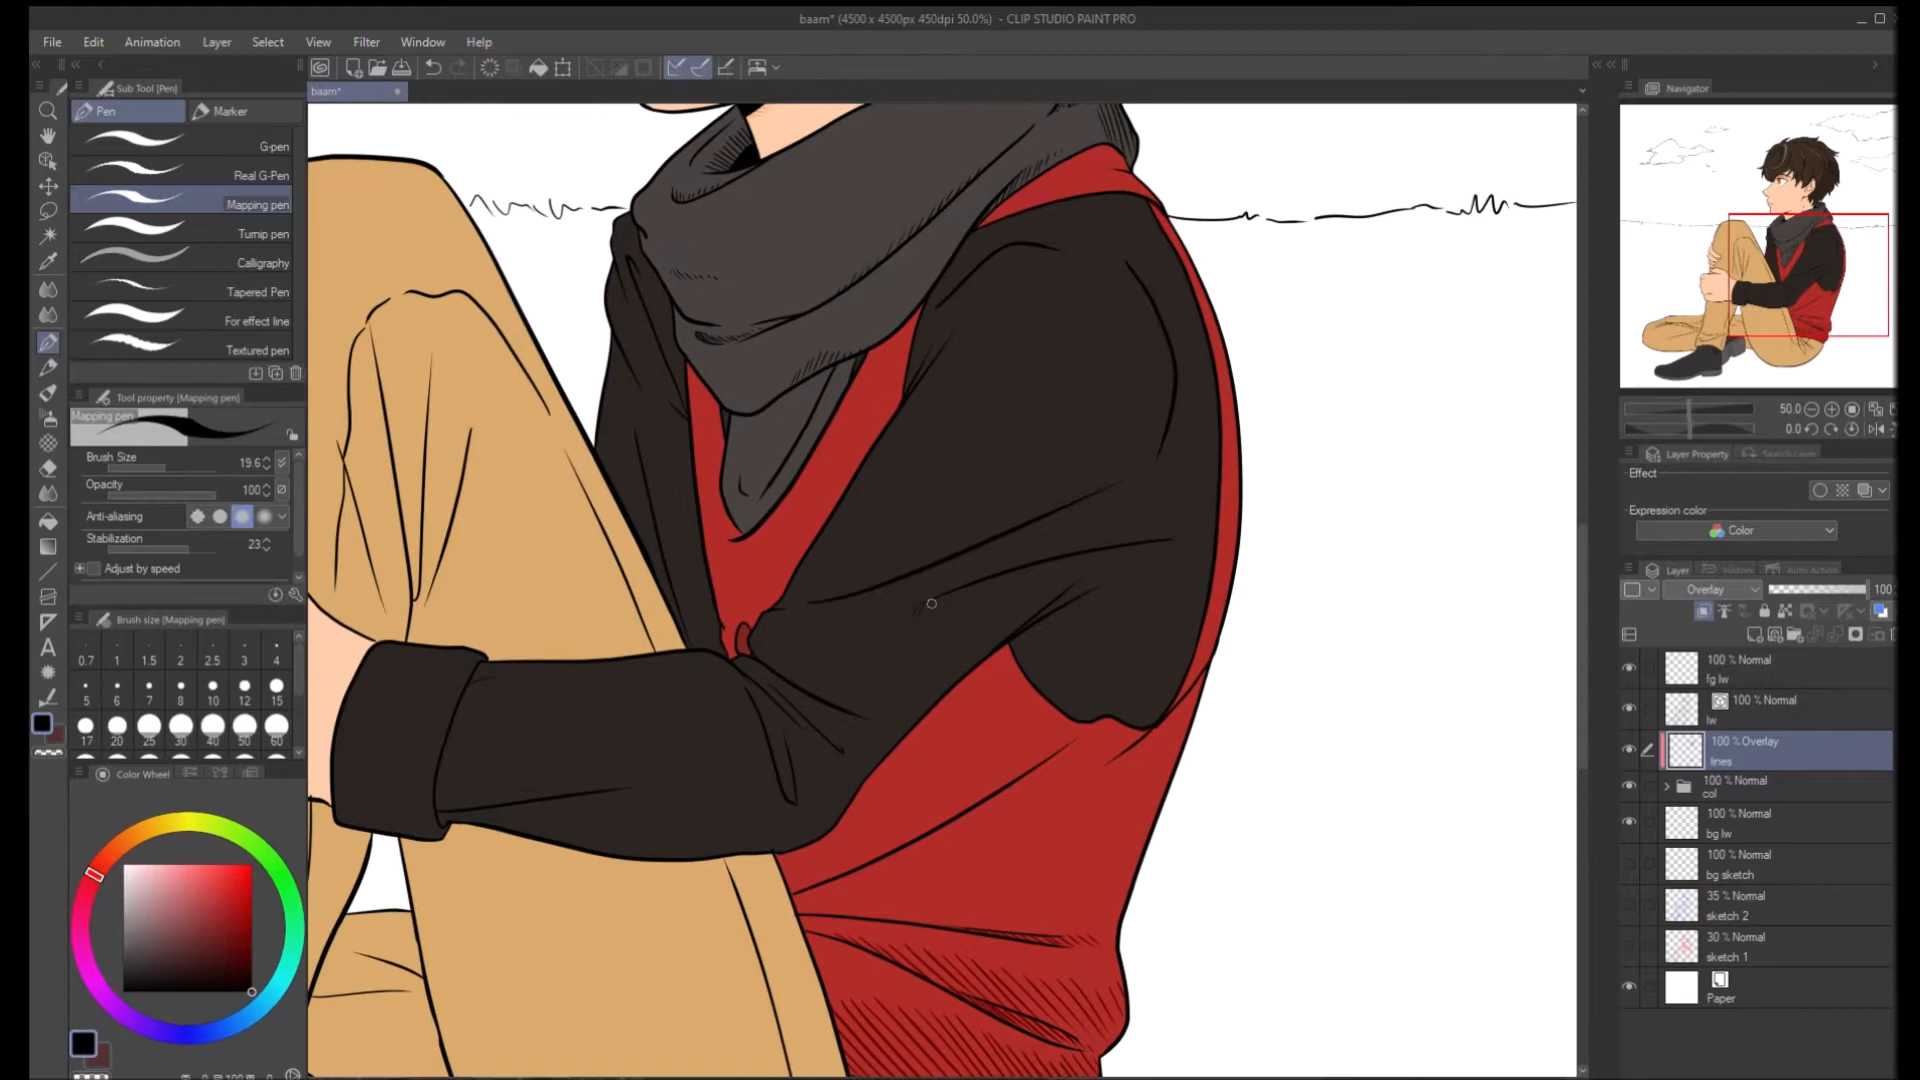 baam* (4500 x 4500px 450dpi 50.0%) - CLIP STUDIO PAINT PRO
File Edit Animation Layer Select View Filter Window Help
Sub Tool [Pen]
Pen Marker
G-pen
Real G-Pen
Mapping pen
Turnip pen
Calligraphy
Tapered Pen
For effect line
Textured pen
Tool property [Mapping pen]
Mapping pen
Brush Size 19.6
Opacity 100
Anti-aliasing
Stabilization 23
Adjust by speed
Brush size [Mapping pen]
0.7 1 1.5 2 2.5 3 4
5 6 7 8 10 12 15
17 20 25 30 40 50 60
Color Wheel
baam*
Navigator
50.0
0.0
Layer Property Search Layer
Effect
Expression color
Color
Layer History Auto Action
Overlay 100
100 % Normal
fg lw
100 % Normal
lw
100 % Overlay
lines
100 % Normal
col
100 % Normal
bg lw
100 % Normal
bg sketch
35 % Normal
sketch 2
30 % Normal
sketch 1
Paper